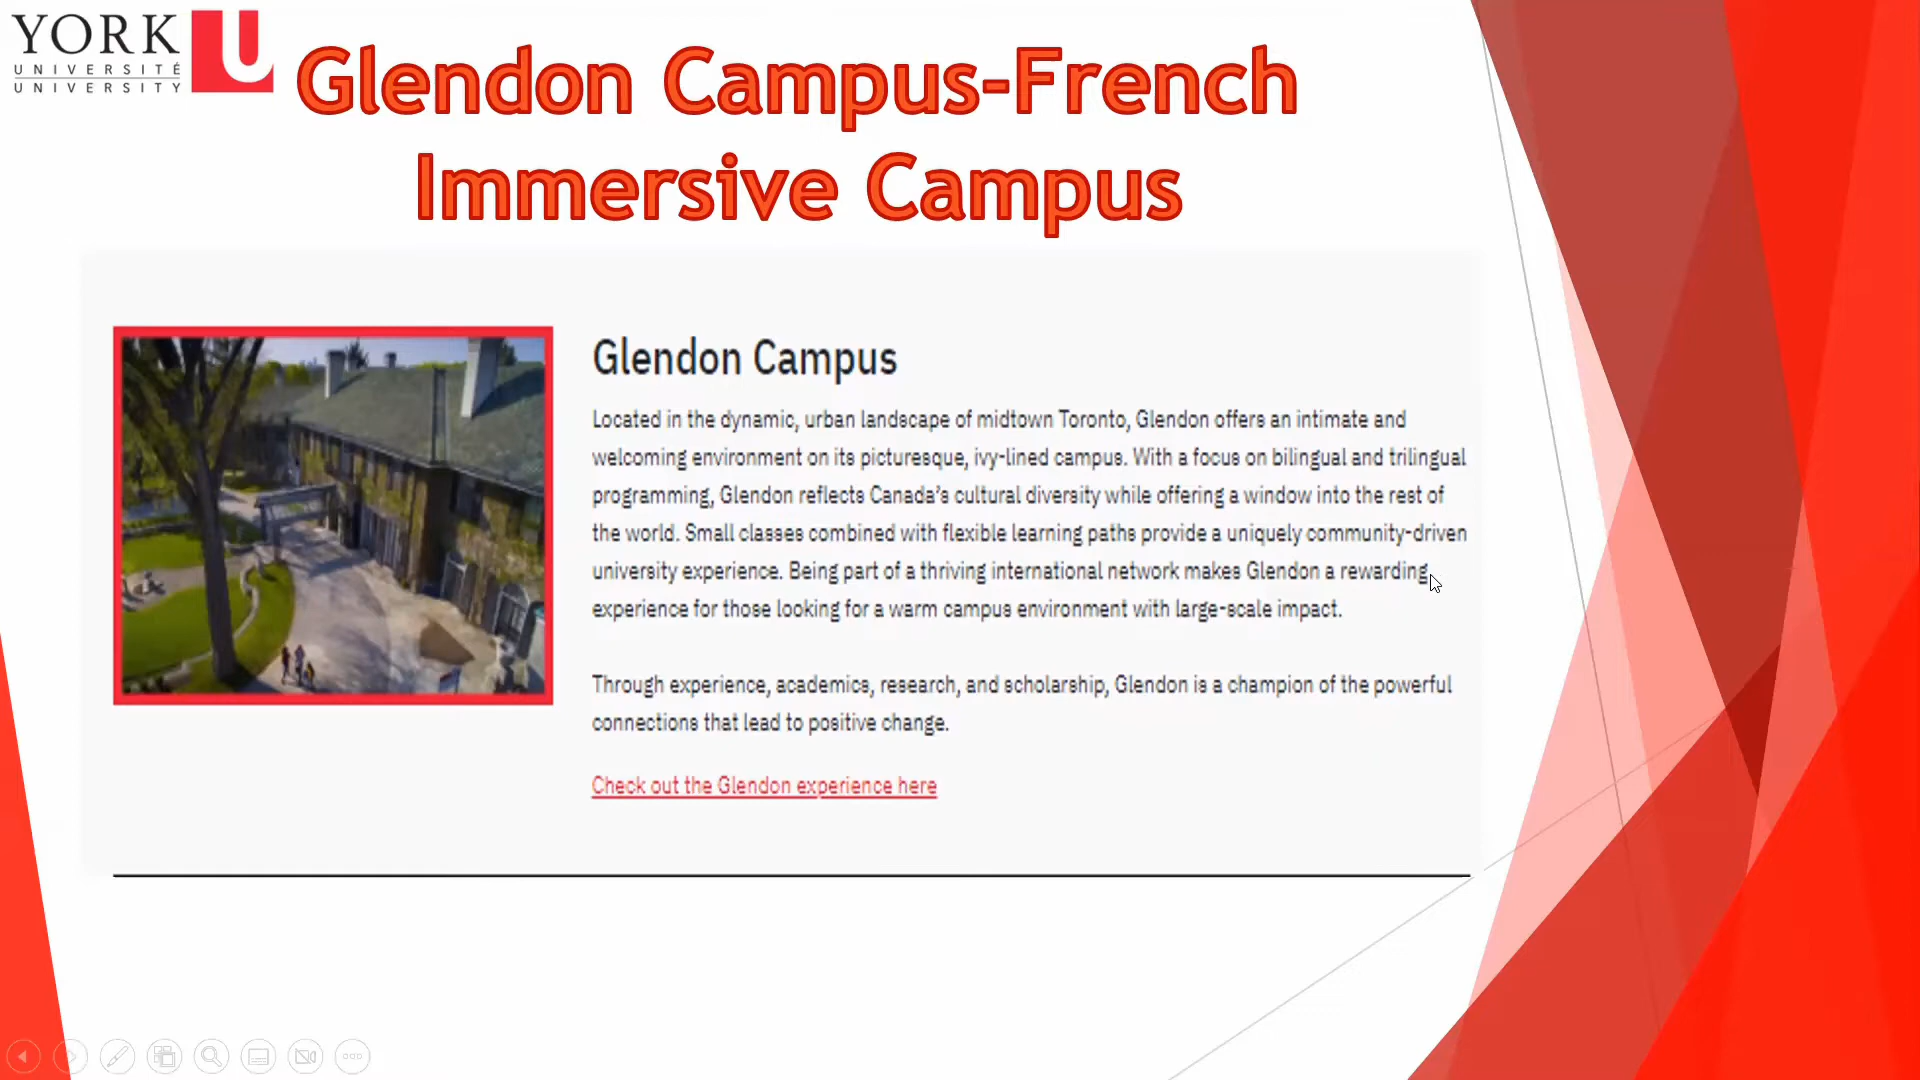 YORK U
UNIVERSITÉ
UNIVERSITY
Glendon Campus-French
Immersive Campus
Glendon Campus
Located in the dynamic, urban landscape of midtown Toronto, Glendon offers an intimate and
welcoming environment on its picturesque, ivy-lined campus. With a focus on bilingual and trilingual
programming, Glendon reflects Canada's cultural diversity while offering a window into the rest of
the world. Small classes combined with flexible learning paths provide a uniquely community-driven
university experience. Being part of a thriving international network makes Glendon a rewarding
experience for those looking for a warm campus environment with large-scale impact.
Through experience, academics, research, and scholarship, Glendon is a champion of the powerful
connections that lead to positive change.
Check out the Glendon experience here